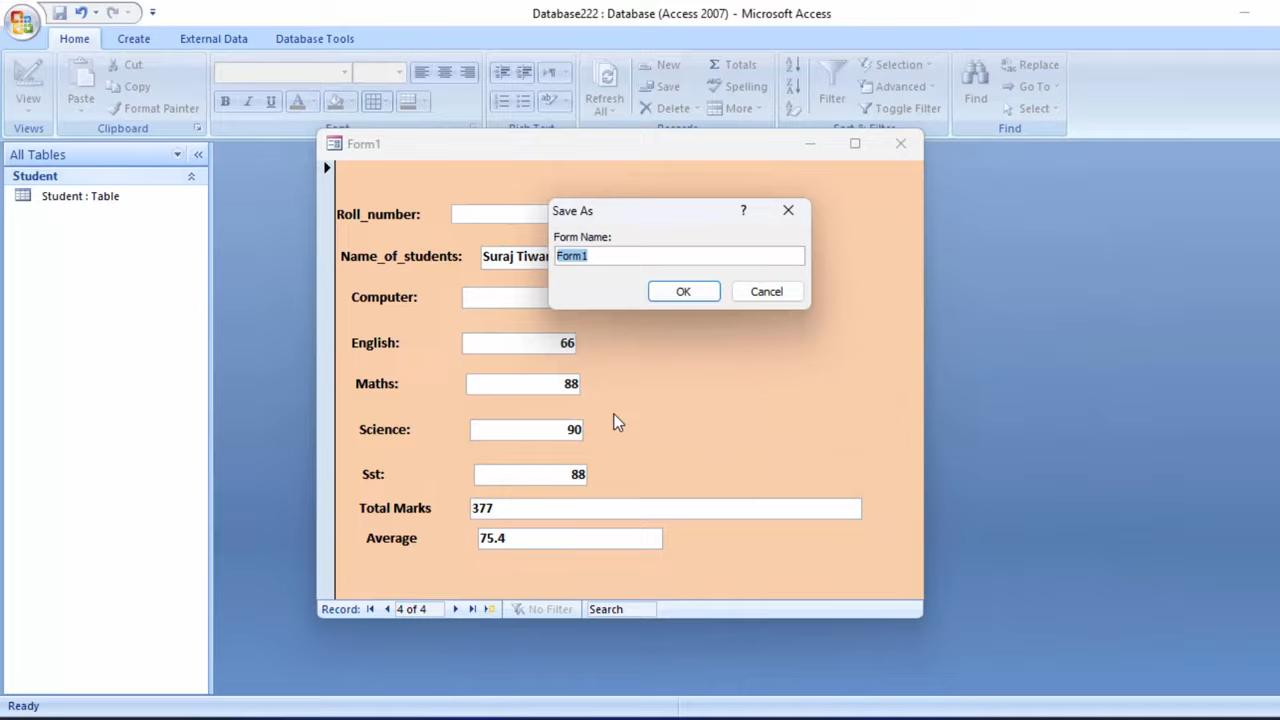 Database222 : Database (Access 2007) - Microsoft Access
Home Create External Data Database Tools
View
Views
Paste
Cut
Copy
Format Painter
Clipboard
B I U
Refresh
All
New
Save
Delete
Totals
Spelling
More
Filter
Selection
Advanced
Toggle Filter
Find
Replace
Go To
Select
Find
All Tables
Student
Student : Table
Form1
Roll_number:
Name_of_students: Suraj Tiwar
Computer:
English: 66
Maths: 88
Science: 90
Sst: 88
Total Marks 377
Average 75.4
Save As ?
Form Name:
Form1
OK Cancel
Record: 4 of 4 No Filter Search
Ready